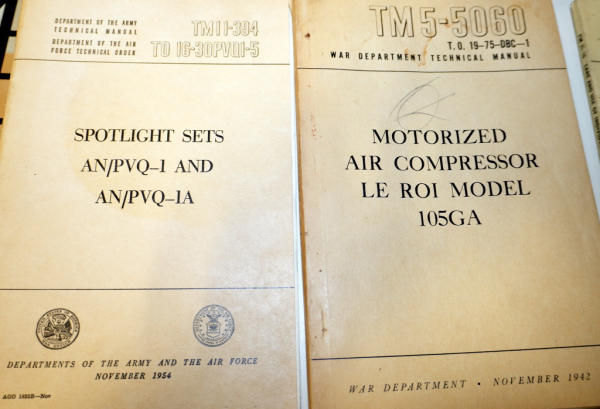 DEPARTMENT OF THE ARMY
TECHNICAL MANUAL
DEPARTMENT OF THE AIR
FORCE TECHNICAL ORDER
TM11-394
TO 16-30PVQ11-5
SPOTLIGHT SETS
AN/PVQ-1 AND
AN/PVQ-1A
DEPARTMENTS OF THE ARMY AND THE AIR FORCE
NOVEMBER 1954
TM 5-5060
T.O. 19-75-DBC-1
WAR DEPARTMENT TECHNICAL MANUAL
MOTORIZED
AIR COMPRESSOR
LE ROI MODEL
105GA
WAR DEPARTMENT • NOVEMBER 1942